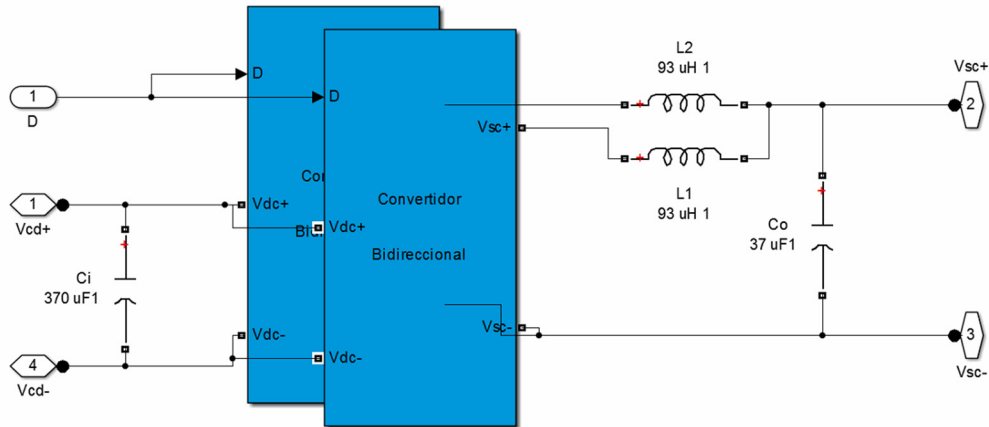 L2
93 uH 1
Vsc+
2
D
1
D
D
Vsc+
L1
93 uH 1
Convertidor
Bidireccional
Vdc+
Vdc+
1
Vcd+
Co
37 uF1
Ci
370 uF1
Vsc-
Vdc-
Vdc-
3
Vsc-
4
Vcd-